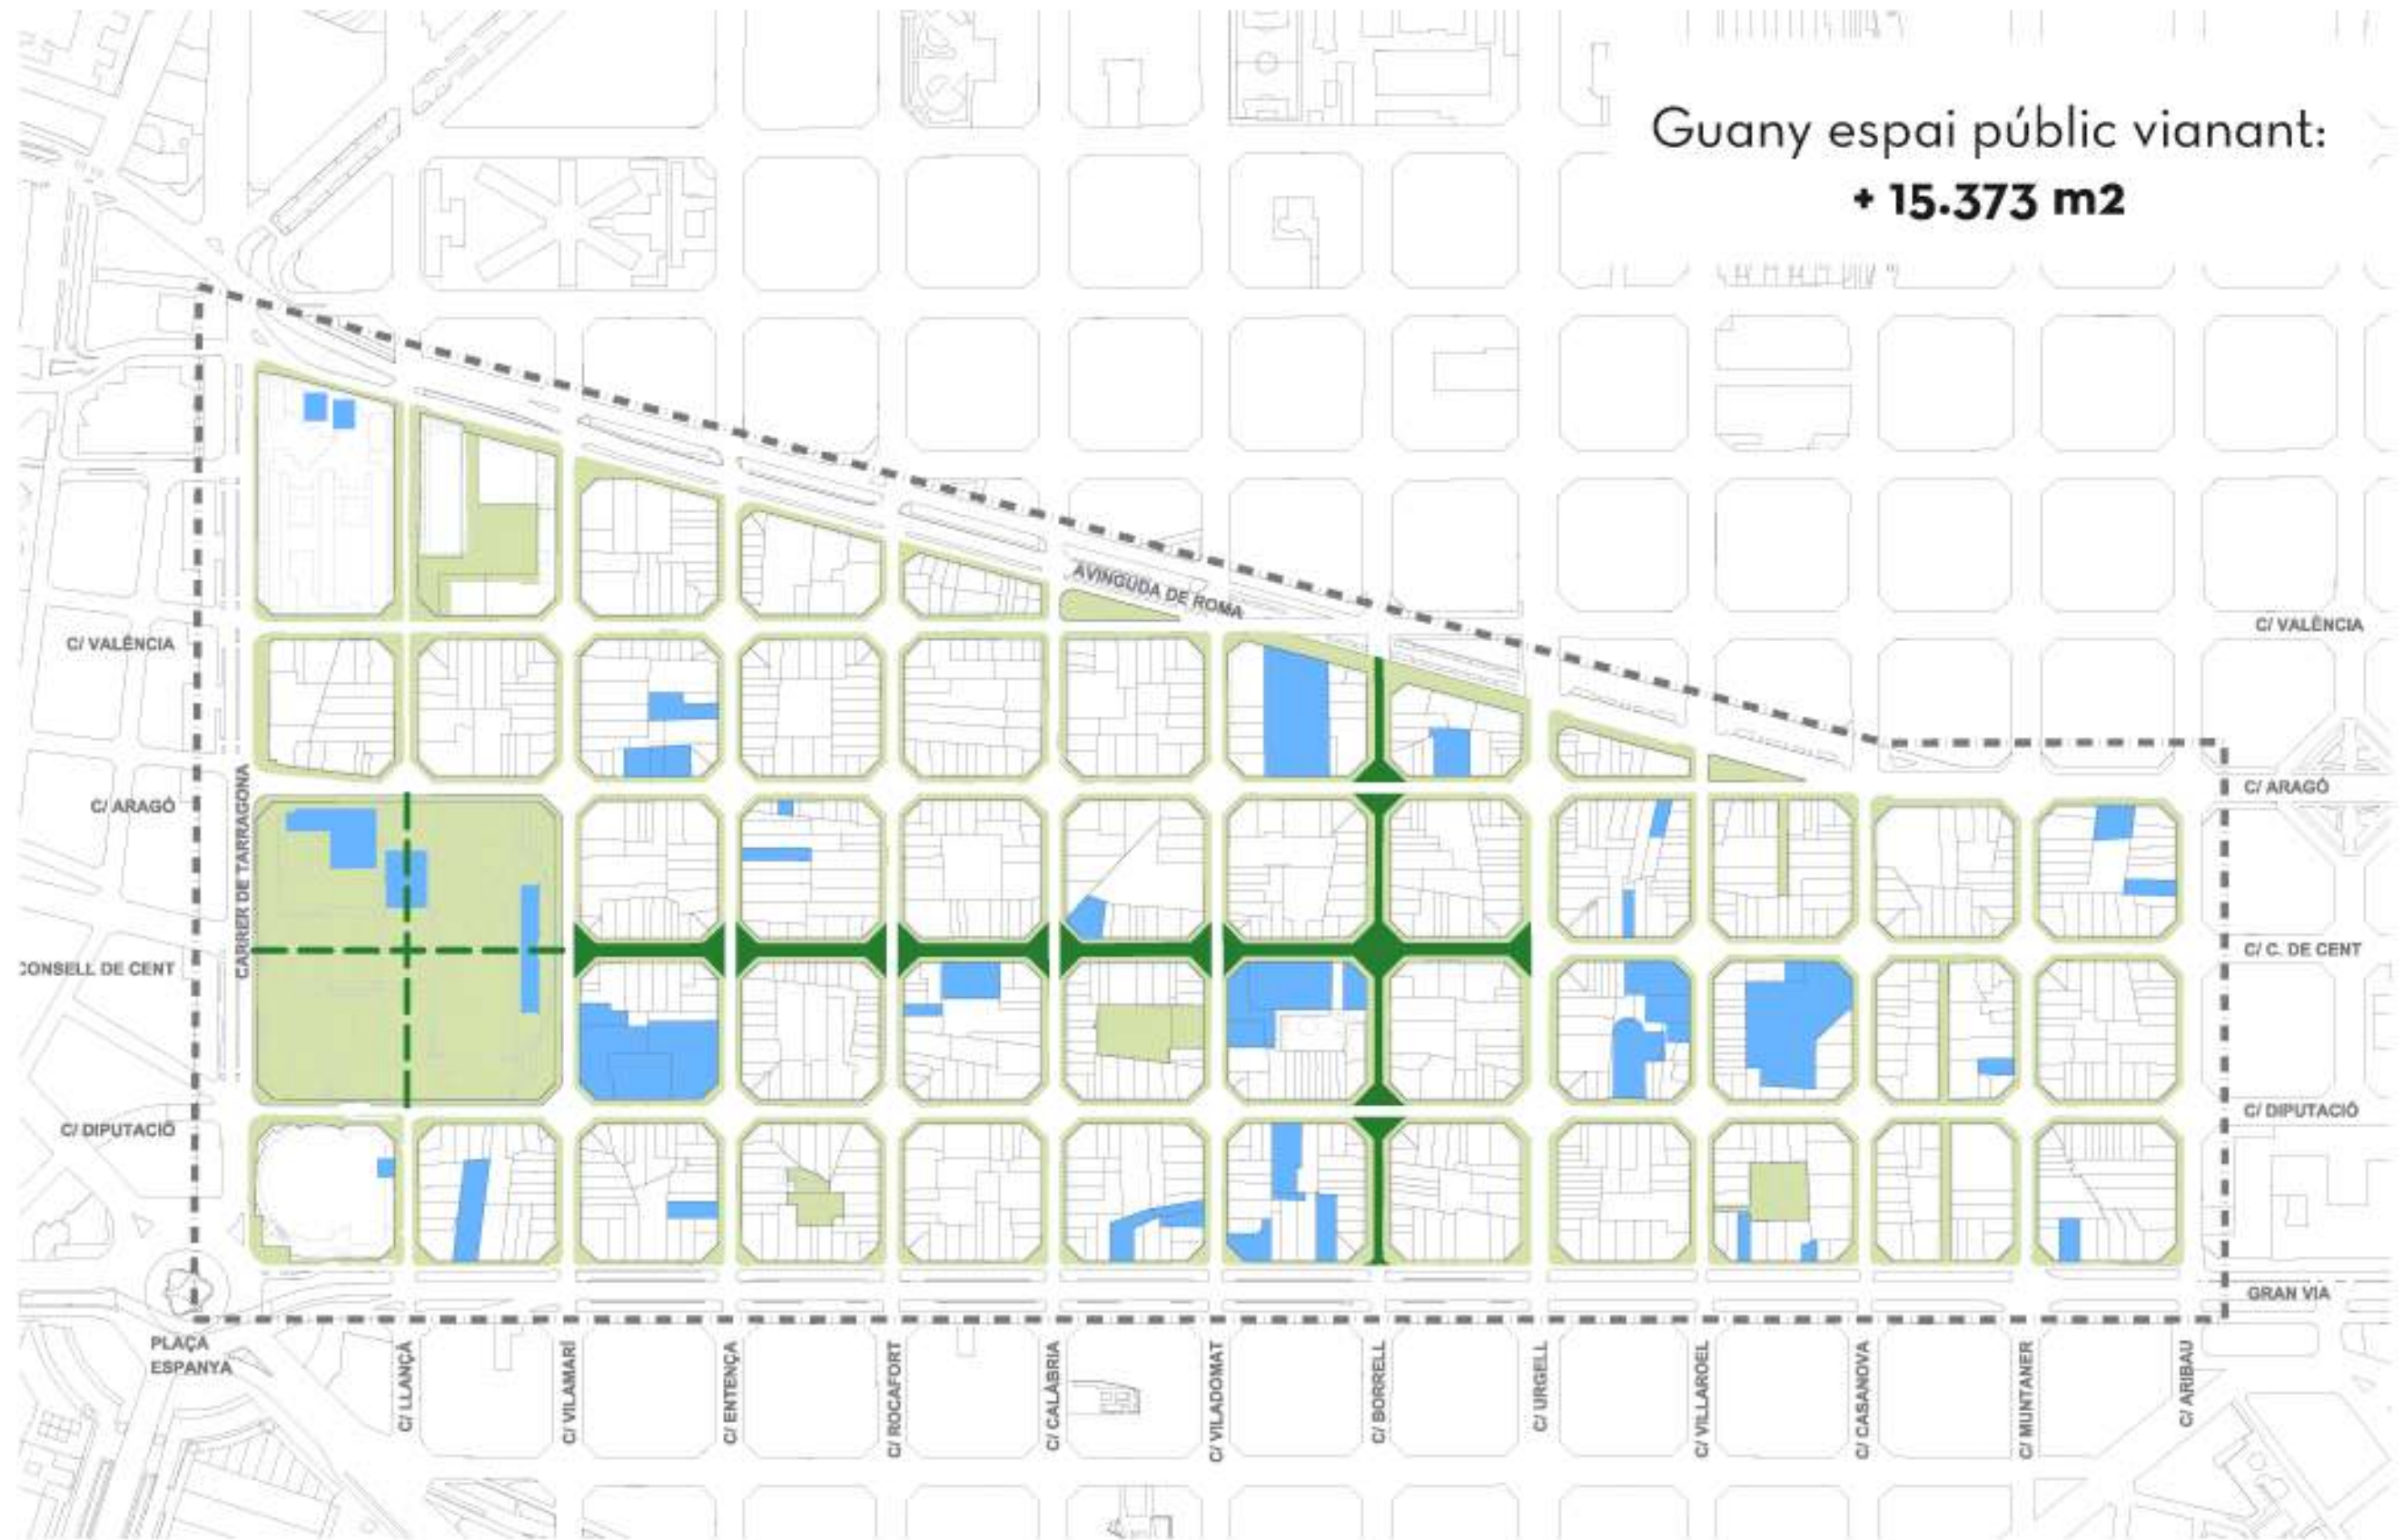 Guany espai públic vianant:
+ 15.373 m2
AVINGUDA DE ROMA
C/ VALÈNCIA
C/ VALÈNCIA
CARRER DE TARRAGONA
C/ ARAGÓ
C/ ARAGÓ
CONSELL DE CENT
C/ C. DE CENT
C/ DIPUTACIÓ
C/ DIPUTACIÓ
GRAN VIA
PLAÇA
ESPANYA
C/ LLANÇÀ
C/ VILAMARÍ
C/ ENTENÇA
C/ ROCAFORT
C/ CALÀBRIA
C/ VILADOMAT
C/ BORRELL
C/ URGELL
C/ VILLAROEL
C/ CASANOVA
C/ MUNTANER
C/ ARIBAU